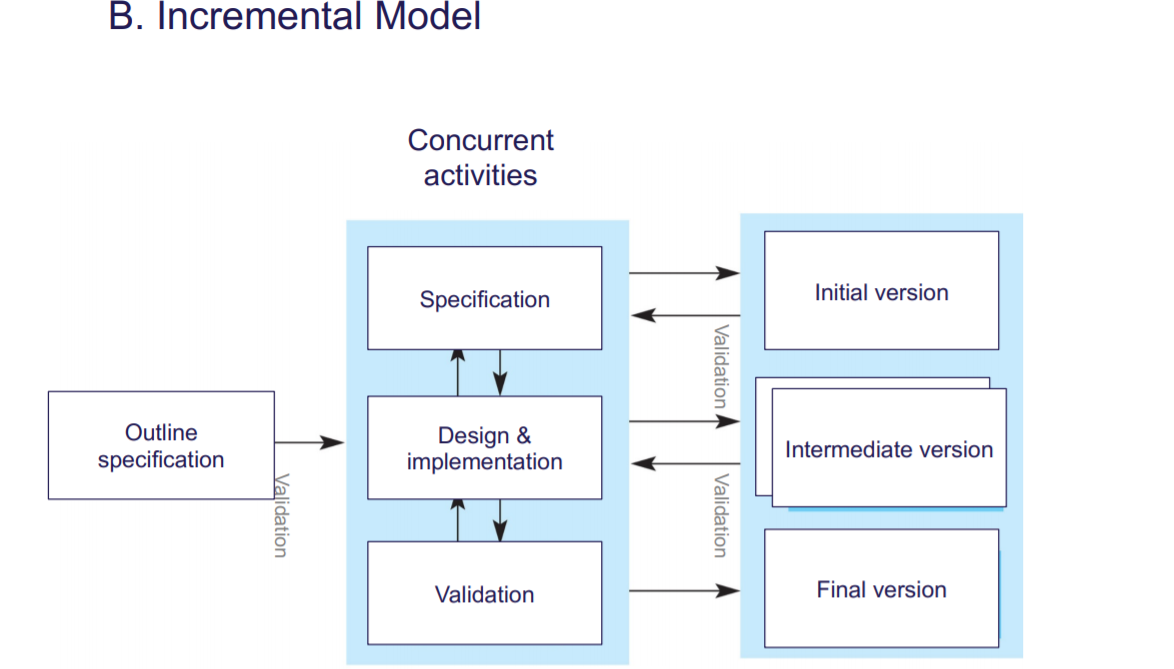 B. Incremental Model
Concurrent
activities
Specification
Initial version
Validation
Outline
specification
Design &
implementation
Intermediate version
Validation
Validation
Validation
Final version